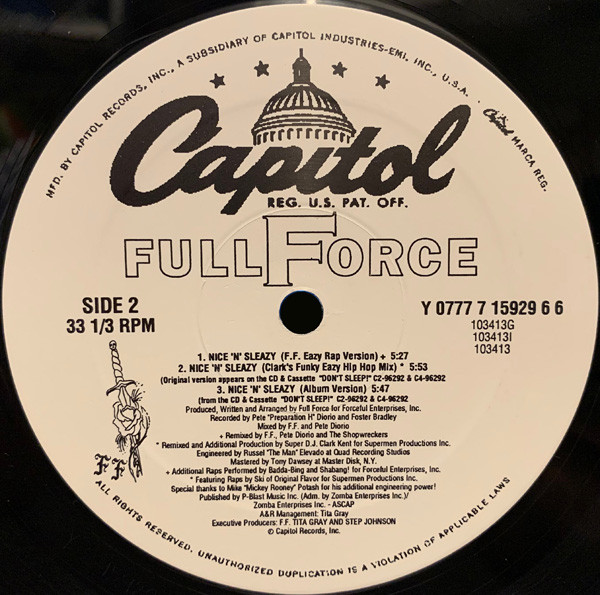 MFD. BY CAPITOL RECORDS, INC., A SUBSIDIARY OF CAPITOL INDUSTRIES-EMI, INC., U.S.A. . Capitol MARCA REG.
Capitol
REG. U.S. PAT. OFF.
FULL FORCE
SIDE 2
33 1/3 RPM
Y 0777 7 15929 6 6
103413G
103413I
103413
1. NICE 'N' SLEAZY (F.F. Eazy Rap Version) + 5:27
2. NICE 'N' SLEAZY (Clark's Funky Eazy Hip Hop Mix) * 5:53
(Original version appears on the CD & Cassette "DON'T SLEEP!" C2-96292 & C4-96292
3. NICE 'N' SLEAZY (Album Version) 5:47
(from the CD & Cassette "DON'T SLEEP!" C2-96292 & C4-96292
Produced, Written and Arranged by Full Force for Forceful Enterprises, Inc.
Recorded by Pete "Preparation H" Diorio and Foster Bradley
Mixed by F.F. and Pete Diorio
+ Remixed by F.F., Pete Diorio and The Shopwreckers
* Remixed and Additional Production by Super D.J. Clark Kent for Supermen Productions Inc.
Engineered by Russel "The Man" Elevado at Quad Recording Studios
Mastered by Tony Dawsey at Master Disk, N.Y.
+ Additional Raps Performed by Badda-Bing and Shabang! for Forceful Enterprises, Inc.
* Featuring Raps by Ski of Original Flavor for Supermen Productions Inc.
Special thanks to Mike "Mickey Rooney" Potash for his additional engineering power!
Published by P-Blast Music Inc. (Adm. by Zomba Enterprises Inc.)/
Zomba Enterprises Inc. - ASCAP
A&R Management: Tita Gray
Executive Producers: F.F. TITA GRAY AND STEP JOHNSON
© Capitol Records, Inc.
F F
ALL RIGHTS RESERVED. UNAUTHORIZED DUPLICATION IS A VIOLATION OF APPLICABLE LAWS